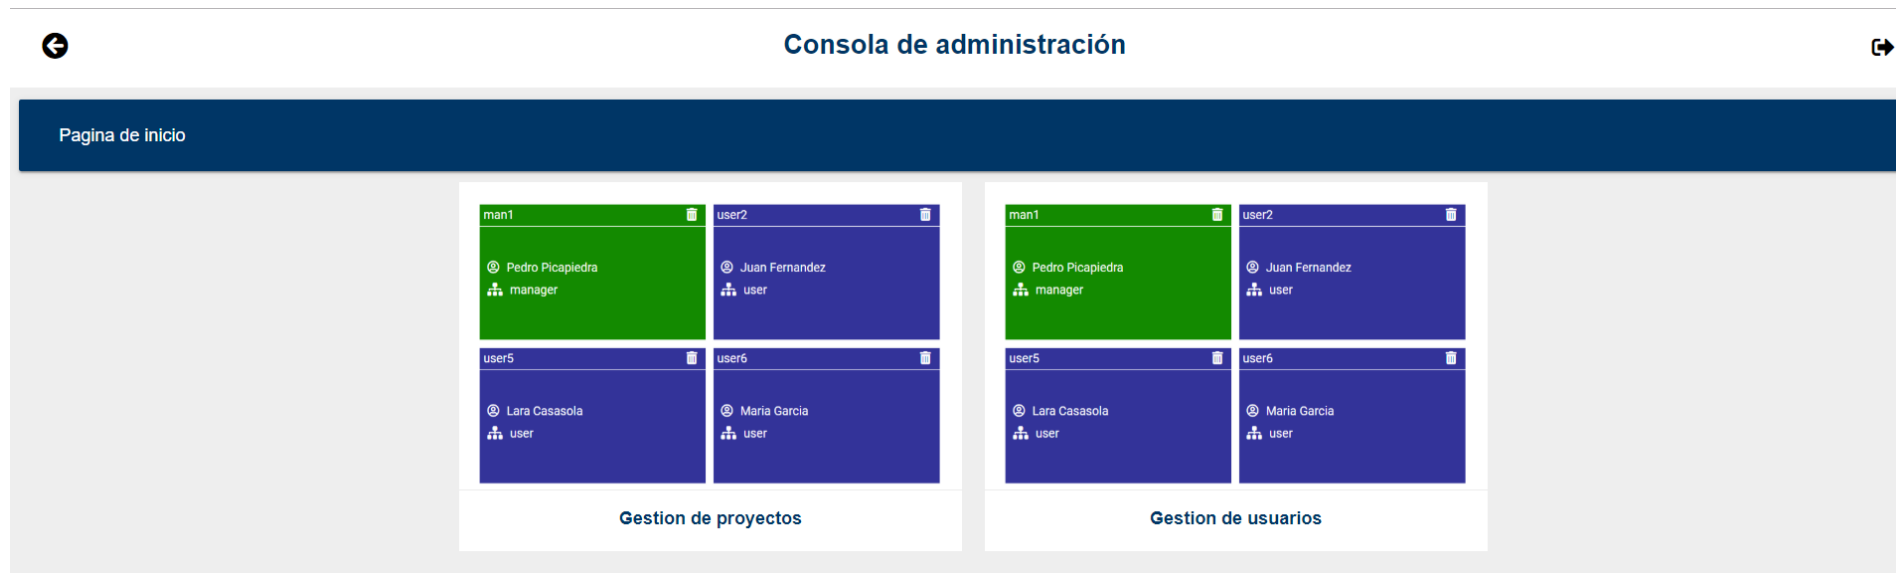 Consola de administración
Pagina de inicio
man1
user2
Pedro Picapiedra
manager
Juan Fernandez
user
user5
user6
Lara Casasola
user
Maria Garcia
user
Gestion de proyectos
man1
user2
Pedro Picapiedra
manager
Juan Fernandez
user
user5
user6
Lara Casasola
user
Maria Garcia
user
Gestion de usuarios